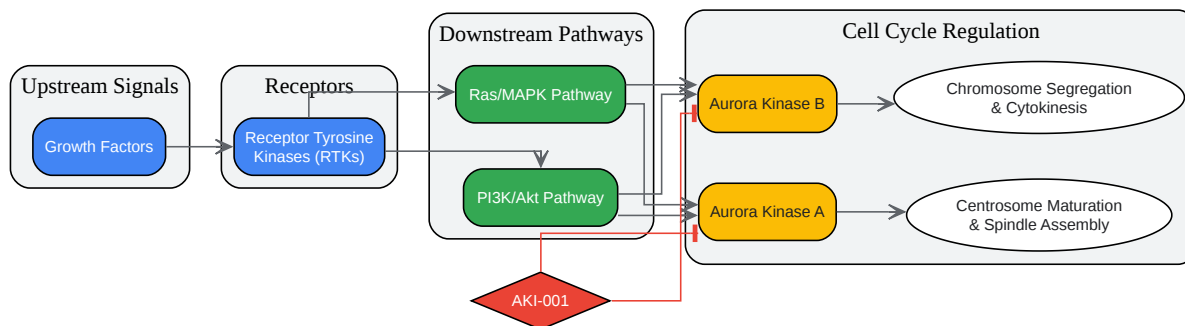 Upstream Signals
Growth Factors
Receptors
Receptor Tyrosine
Kinases (RTKs)
Downstream Pathways
Ras/MAPK Pathway
PI3K/Akt Pathway
Cell Cycle Regulation
Aurora Kinase B
Chromosome Segregation
& Cytokinesis
Aurora Kinase A
Centrosome Maturation
& Spindle Assembly
AKI-001